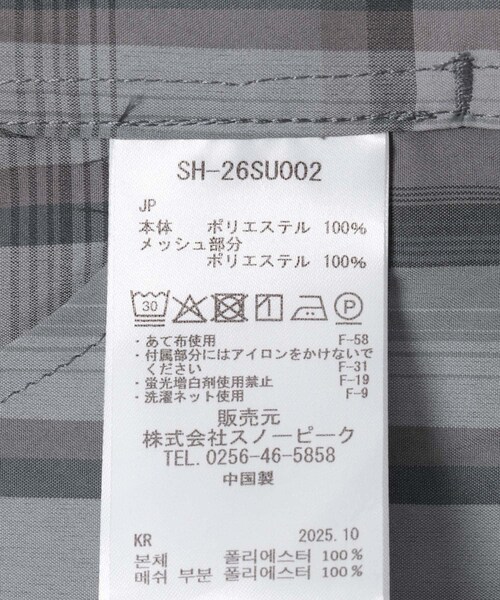 SH-26SU002
JP
本体 ポリエステル 100%
メッシュ部分
ポリエステル 100%
30
P
・あて布使用 F-58
・付属部分にはアイロンをかけないで
ください F-31
・蛍光増白剤使用禁止 F-19
・洗濯ネット使用 F-9
販売元
株式会社スノーピーク
TEL. 0256-46-5858
中国製
KR 2025.10
본체 폴리에스터 100%
메쉬 부분 폴리에스터 100%